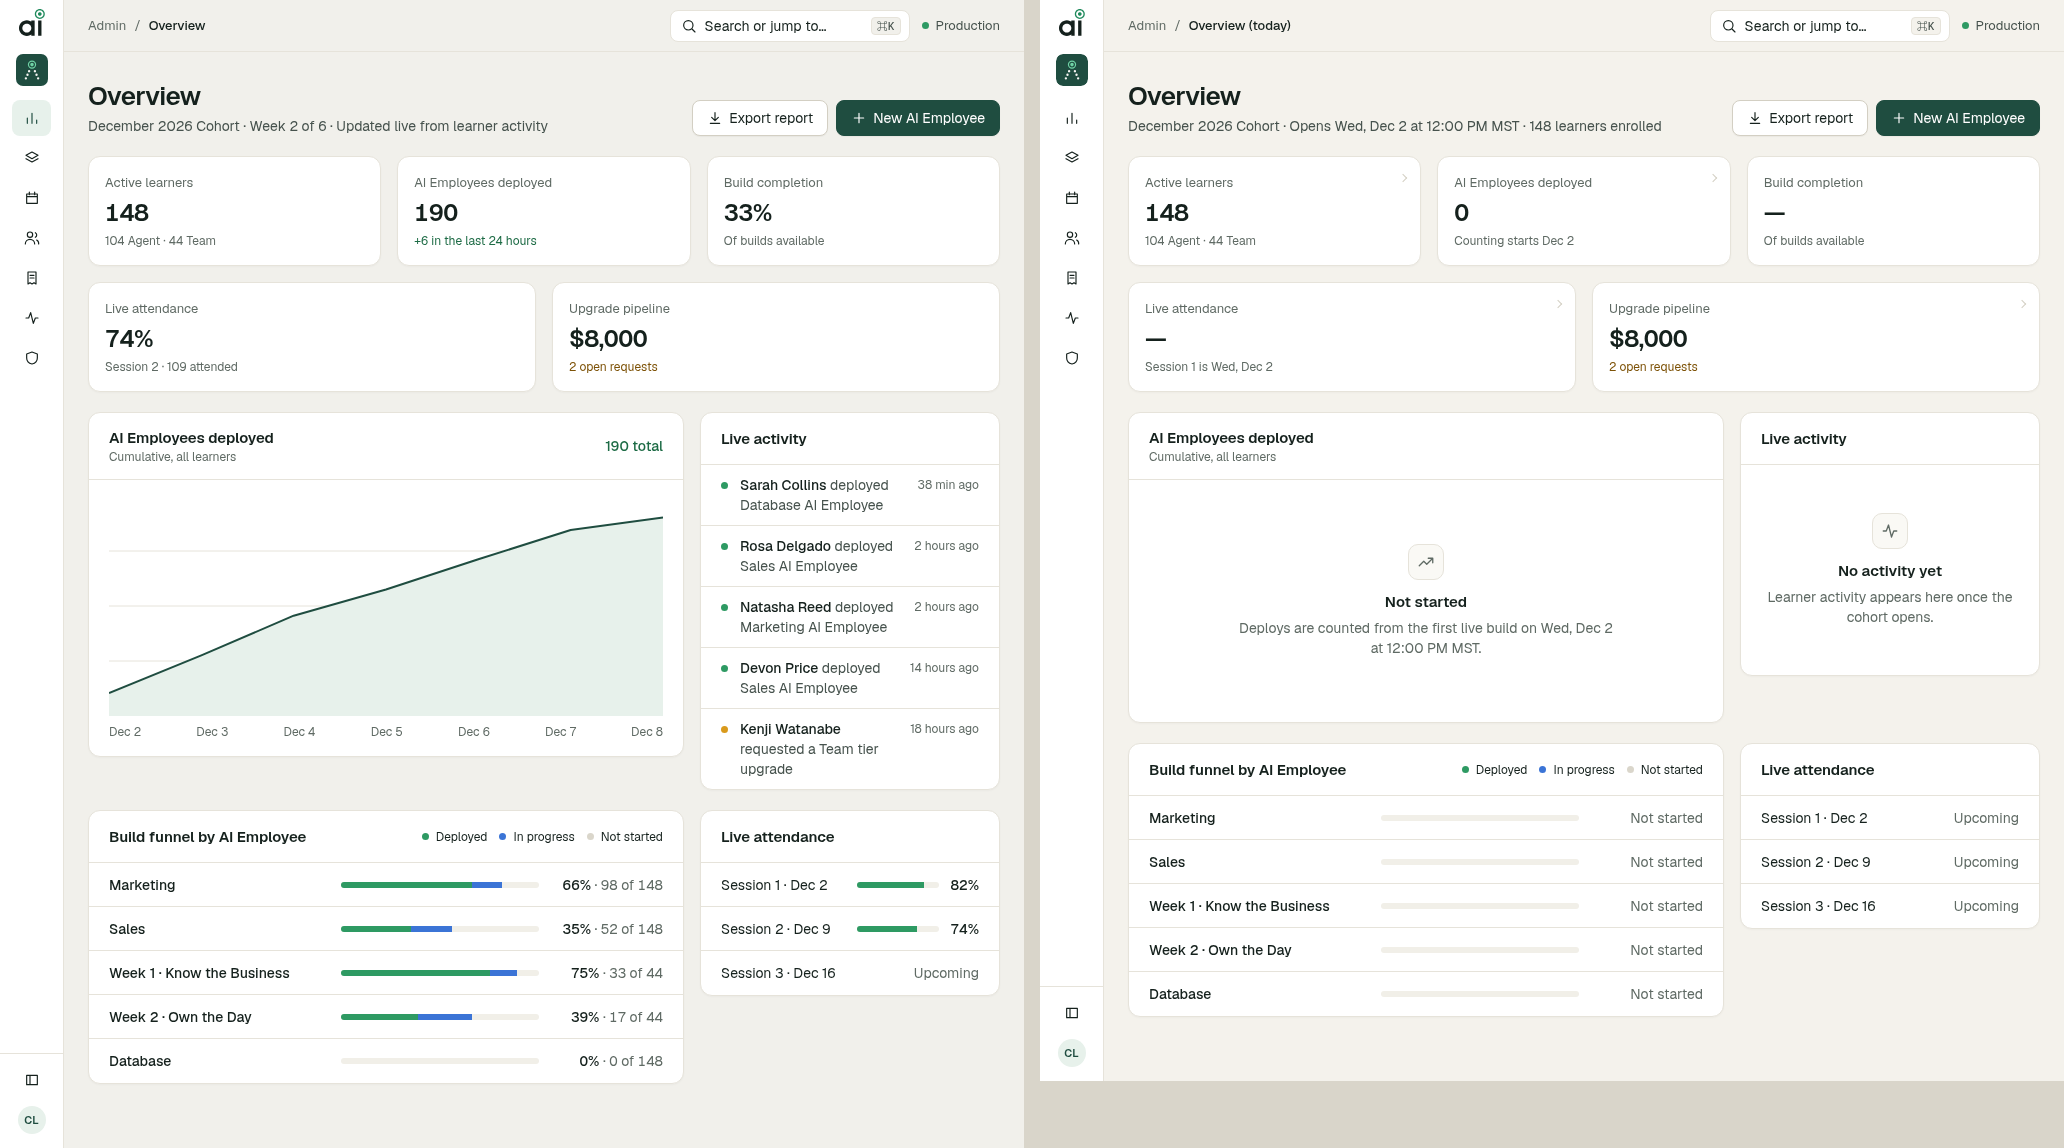 ai
Admin / Overview
Search or jump to...
⌘K
Production
Overview
December 2026 Cohort · Week 2 of 6 · Updated live from learner activity
Export report
New AI Employee
Active learners
148
104 Agent · 44 Team
AI Employees deployed
190
+6 in the last 24 hours
Build completion
33%
Of builds available
Live attendance
74%
Session 2 · 109 attended
Upgrade pipeline
$8,000
2 open requests
AI Employees deployed
Cumulative, all learners
190 total
Dec 2 Dec 3 Dec 4 Dec 5 Dec 6 Dec 7 Dec 8
Live activity
Sarah Collins deployed 38 min ago
Database AI Employee
Rosa Delgado deployed 2 hours ago
Sales AI Employee
Natasha Reed deployed 2 hours ago
Marketing AI Employee
Devon Price deployed 14 hours ago
Sales AI Employee
Kenji Watanabe 18 hours ago
requested a Team tier
upgrade
Build funnel by AI Employee
Deployed In progress Not started
Marketing 66% · 98 of 148
Sales 35% · 52 of 148
Week 1 · Know the Business 75% · 33 of 44
Week 2 · Own the Day 39% · 17 of 44
Database 0% · 0 of 148
Live attendance
Session 1 · Dec 2 82%
Session 2 · Dec 9 74%
Session 3 · Dec 16 Upcoming
CL
ai
Admin / Overview (today)
Search or jump to...
⌘K
Production
Overview
December 2026 Cohort · Opens Wed, Dec 2 at 12:00 PM MST · 148 learners enrolled
Export report
New AI Employee
Active learners
148
104 Agent · 44 Team
AI Employees deployed
0
Counting starts Dec 2
Build completion
—
Of builds available
Live attendance
—
Session 1 is Wed, Dec 2
Upgrade pipeline
$8,000
2 open requests
AI Employees deployed
Cumulative, all learners
Not started
Deploys are counted from the first live build on Wed, Dec 2
at 12:00 PM MST.
Live activity
No activity yet
Learner activity appears here once the
cohort opens.
Build funnel by AI Employee
Deployed In progress Not started
Marketing Not started
Sales Not started
Week 1 · Know the Business Not started
Week 2 · Own the Day Not started
Database Not started
Live attendance
Session 1 · Dec 2 Upcoming
Session 2 · Dec 9 Upcoming
Session 3 · Dec 16 Upcoming
CL